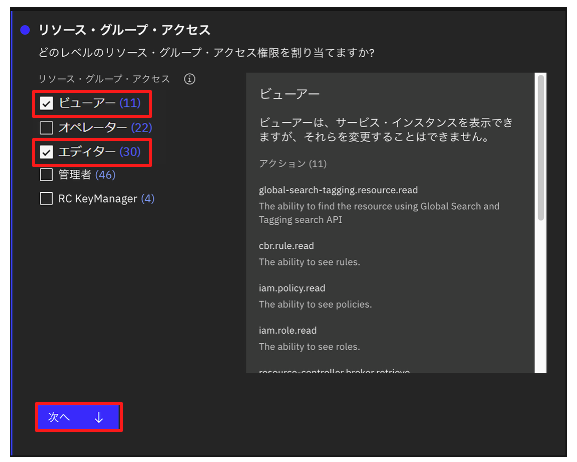 リソース・グループ・アクセス
どのレベルのリソース・グループ・アクセス権限を割り当てますか?
リソース・グループ・アクセス
ビューアー (11)
オペレーター (22)
エディター (30)
管理者 (46)
RC KeyManager (4)
ビューアー
ビューアーは、サービス・インスタンスを表示でき
ますが、それらを変更することはできません。
アクション (11)
global-search-tagging.resource.read
The ability to find the resource using Global Search and
Tagging search API
cbr.rule.read
The ability to see rules.
iam.policy.read
The ability to see policies.
iam.role.read
The ability to see roles.
resource-controller.broker.retrieve
次へ ↓